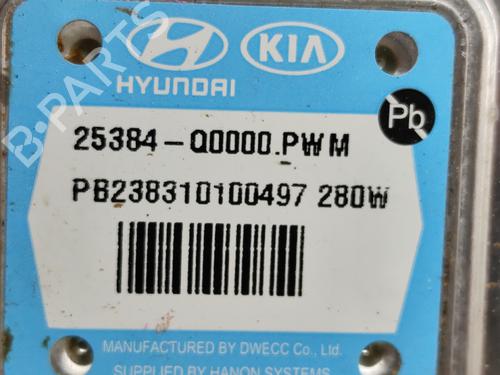 HYUNDAI
KIA
Pb
25384-Q0000.PWM
PB238310100497 280W
MANUFACTURED BY DWECC Co., Ltd.
SUPPLIED BY HANON SYSTEMS
B-PARTS